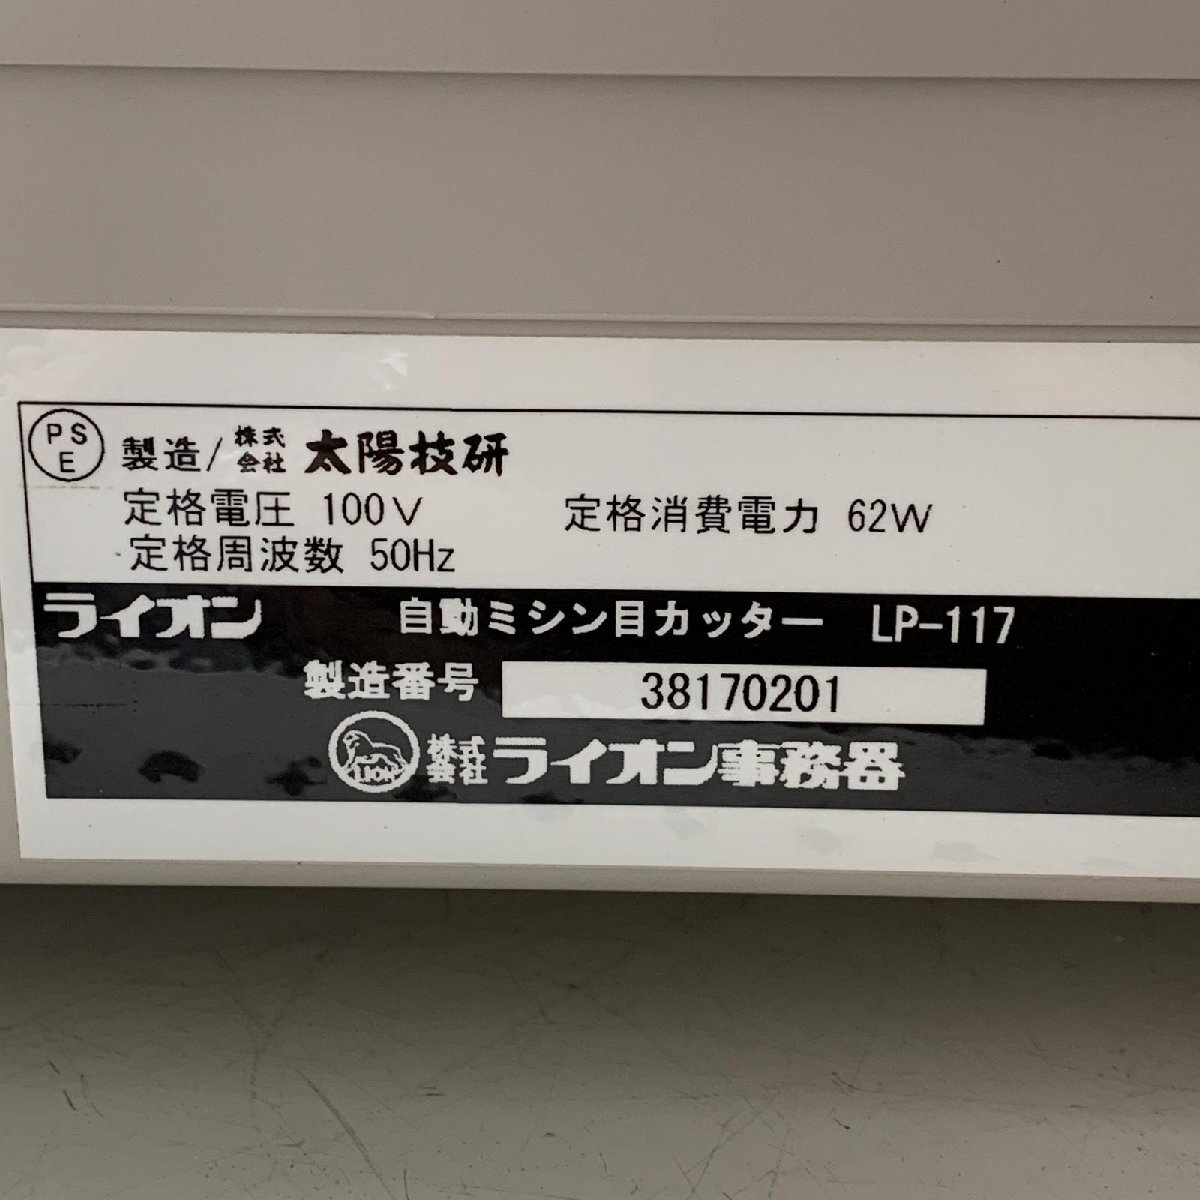 PSE 製造/株式会社 太陽技研
定格電圧 100V 定格消費電力 62W
定格周波数 50Hz
ライオン 自動ミシン目カッター LP-117
製造番号 38170201
LION 株式会社 ライオン事務器